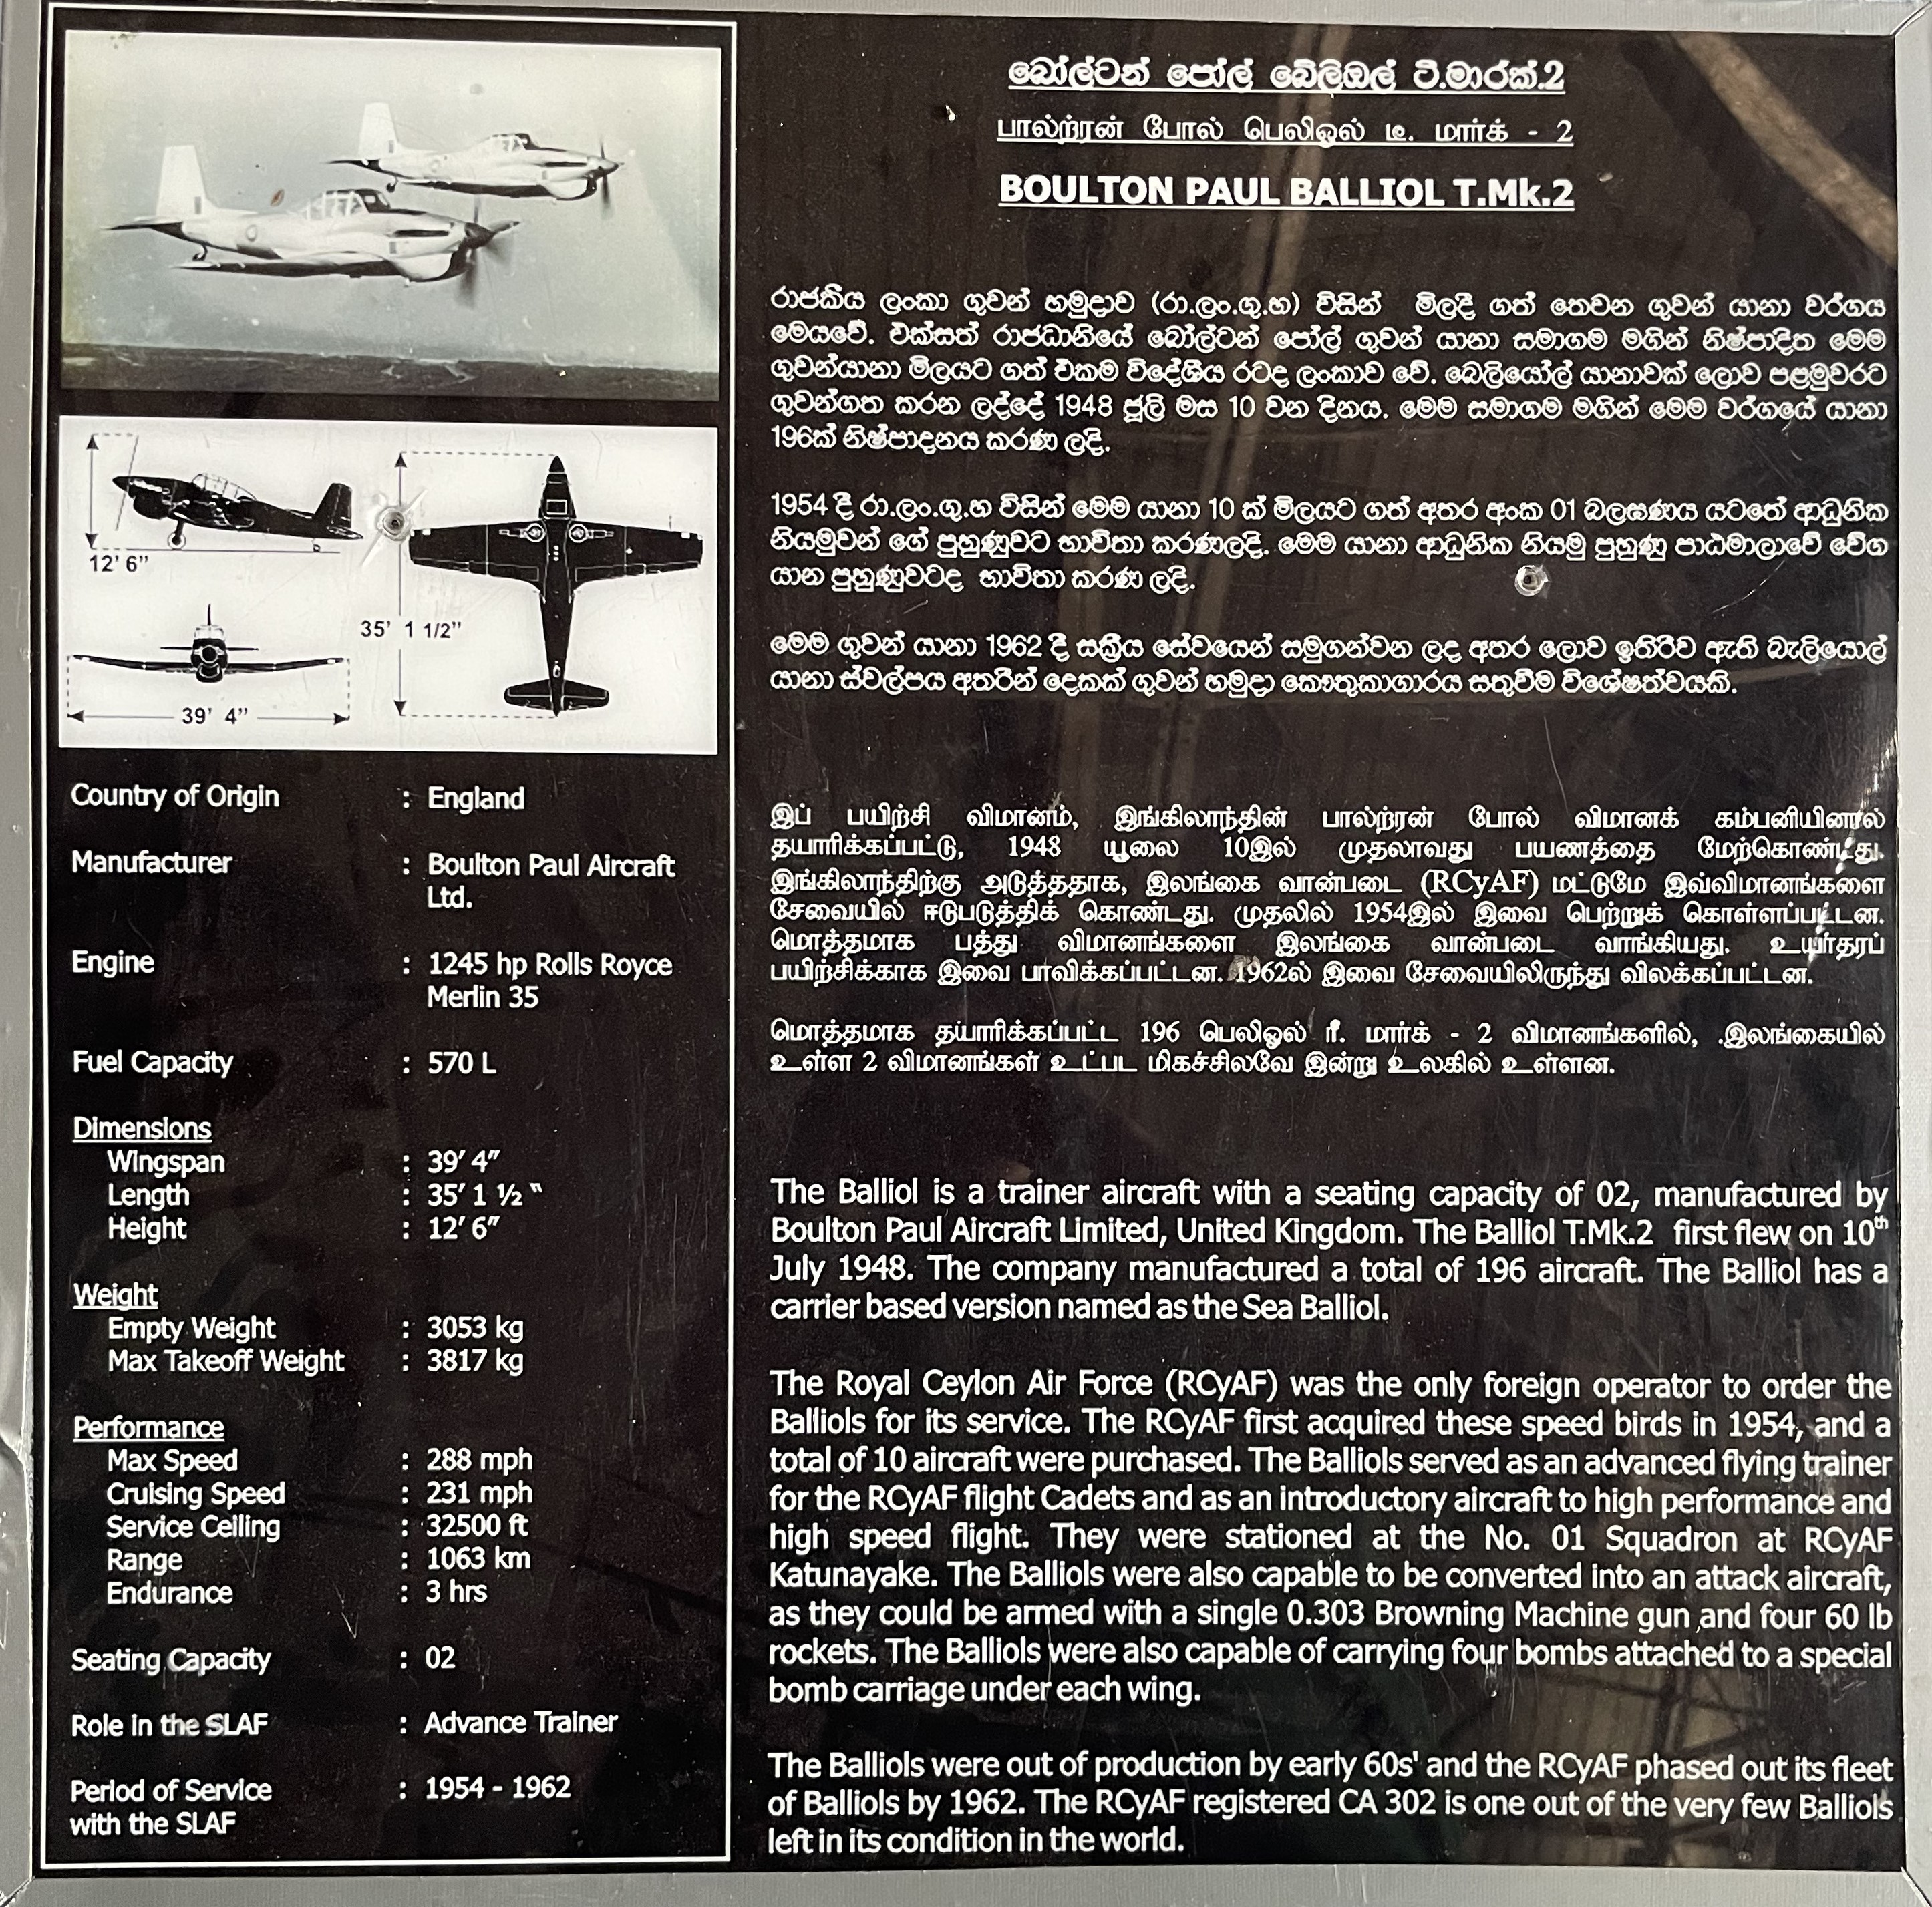 12' 6"
35' 1 1/2"
39' 4"
Country of Origin : England
Manufacturer : Boulton Paul Aircraft
Ltd.
Engine : 1245 hp Rolls Royce
Merlin 35
Fuel Capacity : 570 L
Dimensions
Wingspan : 39' 4"
Length : 35' 1 ½ "
Height : 12' 6"
Weight
Empty Weight : 3053 kg
Max Takeoff Weight : 3817 kg
Performance
Max Speed : 288 mph
Cruising Speed : 231 mph
Service Ceiling : 32500 ft
Range : 1063 km
Endurance : 3 hrs
Seating Capacity : 02
Role in the SLAF : Advance Trainer
Period of Service : 1954 - 1962
with the SLAF
බෝල්ටන් පෝල් බේලිඔල් ටී.මාරක්.2
பால்ற்ரன் போல் பெலிஓல் டீ. மார்க் - 2
BOULTON PAUL BALLIOL T.Mk.2
රාජකීය ලංකා ගුවන් හමුදාව (රා.ලං.ගු.හ) විසින් මිලදී ගත් තෙවන ගුවන් යානා වර්ගය
මෙයවේ. එක්සත් රාජධානියේ බෝල්ටන් පෝල් ගුවන් යානා සමාගම මගින් නිෂ්පාදිත මෙම
ගුවන්යානා මිලයට ගත් එකම විදේශීය රටද ලංකාව වේ. බෙලියෝල් යානාවක් ලොව පළමුවරට
ගුවන්ගත කරන ලද්දේ 1948 ජූලි මස 10 වන දිනය. මෙම සමාගම මගින් මෙම වර්ගයේ යානා
196ක් නිෂ්පාදනය කරණ ලදි.
1954 දී රා.ලං.ගු.හ විසින් මෙම යානා 10 ක් මිලයට ගත් අතර අංක 01 බලඝණය යටතේ ආධුනික
නියමුවන් ගේ පුහුණුවට භාවිතා කරණලදි. මෙම යානා ආධුනික නියමු පුහුණු පාඨමාලාවේ වේග
යාන පුහුණුවටද භාවිතා කරණ ලදි.
මෙම ගුවන් යානා 1962 දී සක්‍රීය සේවයෙන් සමුගන්වන ලද අතර ලොව ඉතිරිව ඇති බැලියොල්
යානා ස්වල්පය අතරින් දෙකක් ගුවන් හමුදා කෞතුකාගාරය සතුවීම විශේෂත්වයකි.
இப் பயிற்சி விமானம், இங்கிலாந்தின் பால்ற்ரன் போல் விமானக் கம்பனியினால்
தயாரிக்கப்பட்டு, 1948 யூலை 10இல் முதலாவது பயணத்தை மேற்கொண்டது.
இங்கிலாந்திற்கு அடுத்ததாக, இலங்கை வான்படை (RCyAF) மட்டுமே இவ்விமானங்களை
சேவையில் ஈடுபடுத்திக் கொண்டது. முதலில் 1954இல் இவை பெற்றுக் கொள்ளப்பட்டன.
மொத்தமாக பத்து விமானங்களை இலங்கை வான்படை வாங்கியது. உயர்தரப்
பயிற்சிக்காக இவை பாவிக்கப்பட்டன. 1962ல் இவை சேவையிலிருந்து விலக்கப்பட்டன.
மொத்தமாக தயாரிக்கப்பட்ட 196 பெலிஓல் ரீ. மார்க் - 2 விமானங்களில், .இலங்கையில்
உள்ள 2 விமானங்கள் உட்பட மிகச்சிலவே இன்று உலகில் உள்ளன.
The Balliol is a trainer aircraft with a seating capacity of 02, manufactured by
Boulton Paul Aircraft Limited, United Kingdom. The Balliol T.Mk.2 first flew on 10th
July 1948. The company manufactured a total of 196 aircraft. The Balliol has a
carrier based version named as the Sea Balliol.
The Royal Ceylon Air Force (RCyAF) was the only foreign operator to order the
Balliols for its service. The RCyAF first acquired these speed birds in 1954, and a
total of 10 aircraft were purchased. The Balliols served as an advanced flying trainer
for the RCyAF flight Cadets and as an introductory aircraft to high performance and
high speed flight. They were stationed at the No. 01 Squadron at RCyAF
Katunayake. The Balliols were also capable to be converted into an attack aircraft,
as they could be armed with a single 0.303 Browning Machine gun and four 60 lb
rockets. The Balliols were also capable of carrying four bombs attached to a special
bomb carriage under each wing.
The Balliols were out of production by early 60s' and the RCyAF phased out its fleet
of Balliols by 1962. The RCyAF registered CA 302 is one out of the very few Balliols
left in its condition in the world.